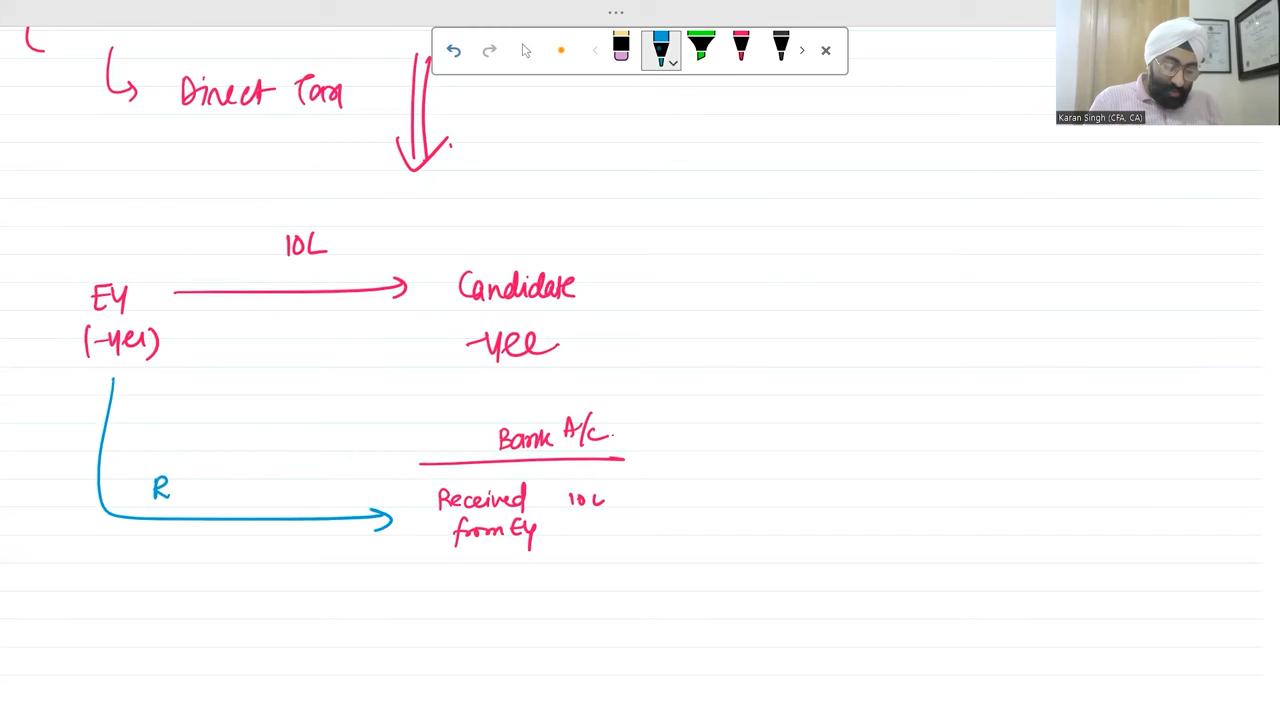 Karan Singh (CFA, CA)
Direct Tax
10L
EY
Candidate
(-yer)
-yee
Bank A/c.
R
Received 10L
from EY